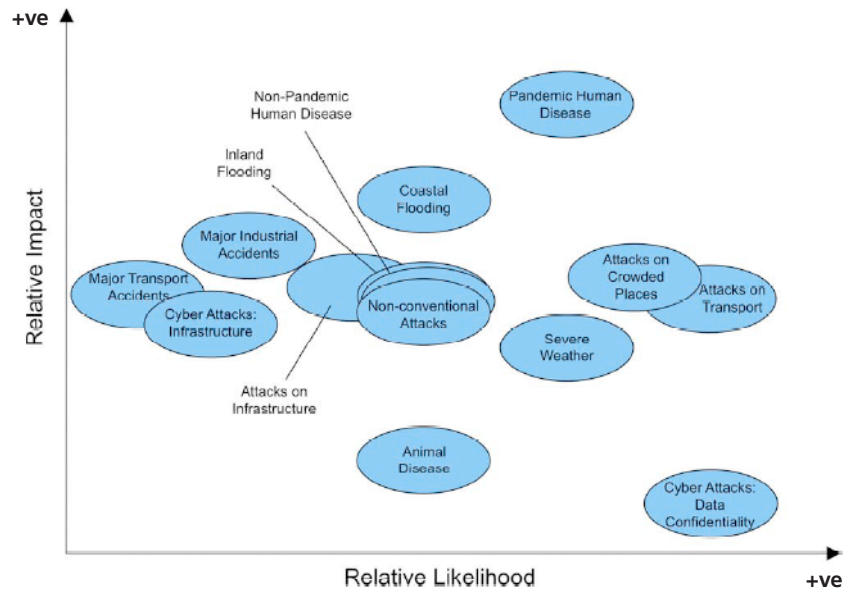 +ve
Relative Impact
Pandemic Human
Disease
Non-Pandemic
Human Disease
Inland
Flooding
Coastal
Flooding
Major Industrial
Accidents
Major Transport
Accidents
Cyber Attacks:
Infrastructure
Non-conventional
Attacks
Attacks on
Crowded
Places
Attacks on
Transport
Severe
Weather
Attacks on
Infrastructure
Animal
Disease
Cyber Attacks:
Data
Confidentiality
Relative Likelihood
+ve